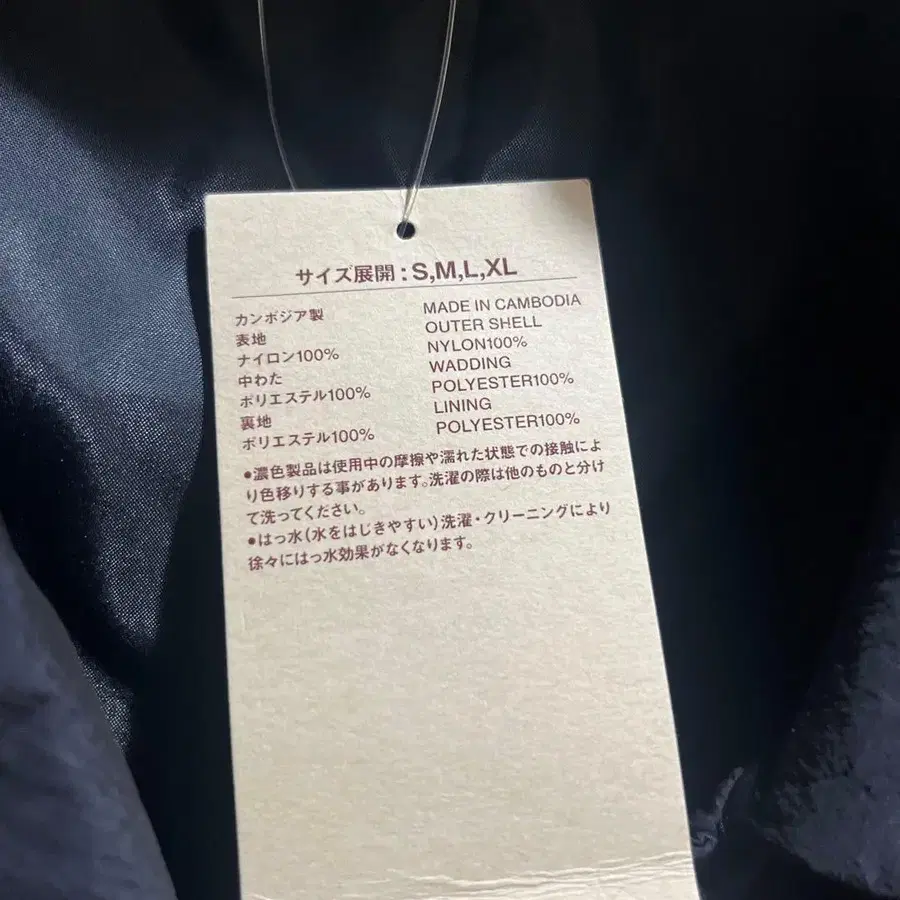 サイズ展開：S,M,L,XL
カンボジア製
表地
ナイロン100%
中わた
ポリエステル100%
裏地
ポリエステル100%
MADE IN CAMBODIA
OUTER SHELL
NYLON100%
WADDING
POLYESTER100%
LINING
POLYESTER100%
●濃色製品は使用中の摩擦や濡れた状態での接触によ
り色移りする事があります。洗濯の際は他のものと分け
て洗ってください。
●はっ水(水をはじきやすい)洗濯・クリーニングにより
徐々にはっ水効果がなくなります。